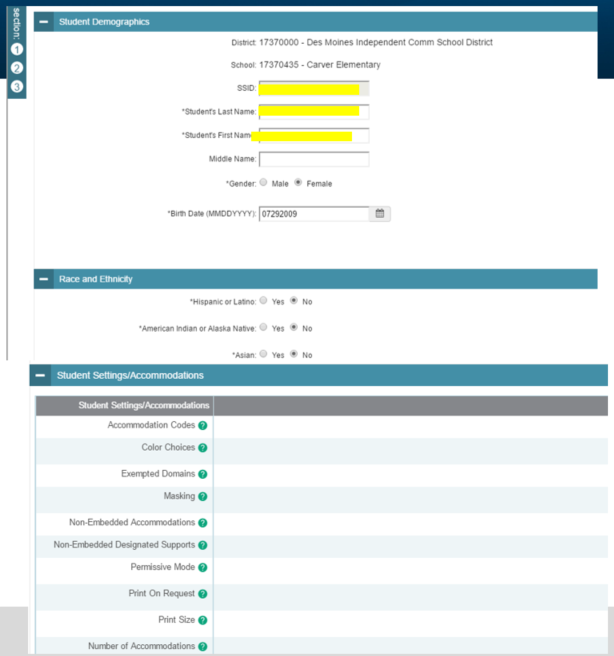 section:
1
2
3
Student Demographics
District: 17370000 - Des Moines Independent Comm School District
School: 17370435 - Carver Elementary
SSID:
*Student's Last Name:
*Student's First Nam
Middle Name:
*Gender: Male Female
*Birth Date (MMDDYYYY): 07292009
Race and Ethnicity
*Hispanic or Latino: Yes No
*American Indian or Alaska Native: Yes No
*Asian: Yes No
Student Settings/Accommodations
Student Settings/Accommodations
Accommodation Codes ?
Color Choices ?
Exempted Domains ?
Masking ?
Non-Embedded Accommodations ?
Non-Embedded Designated Supports ?
Permissive Mode ?
Print On Request ?
Print Size ?
Number of Accommodations ?